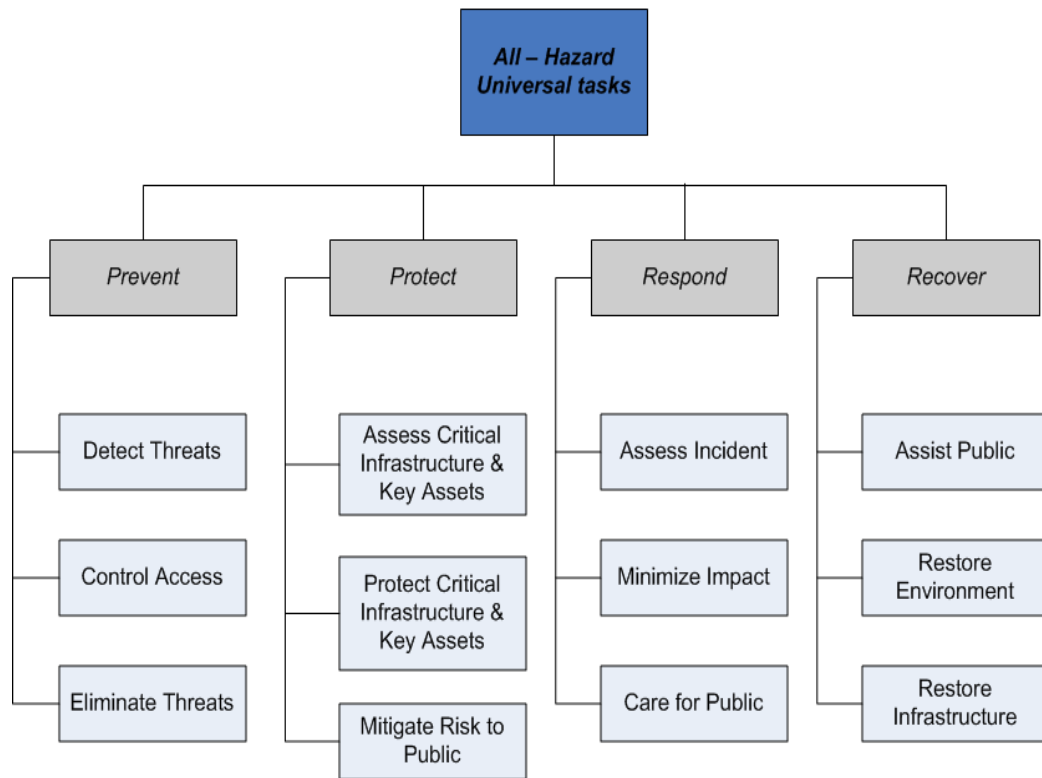 All – Hazard
Universal tasks
Prevent
Protect
Respond
Recover
Detect Threats
Assess Critical
Infrastructure &
Key Assets
Assess Incident
Assist Public
Control Access
Protect Critical
Infrastructure &
Key Assets
Minimize Impact
Restore
Environment
Eliminate Threats
Mitigate Risk to
Public
Care for Public
Restore
Infrastructure